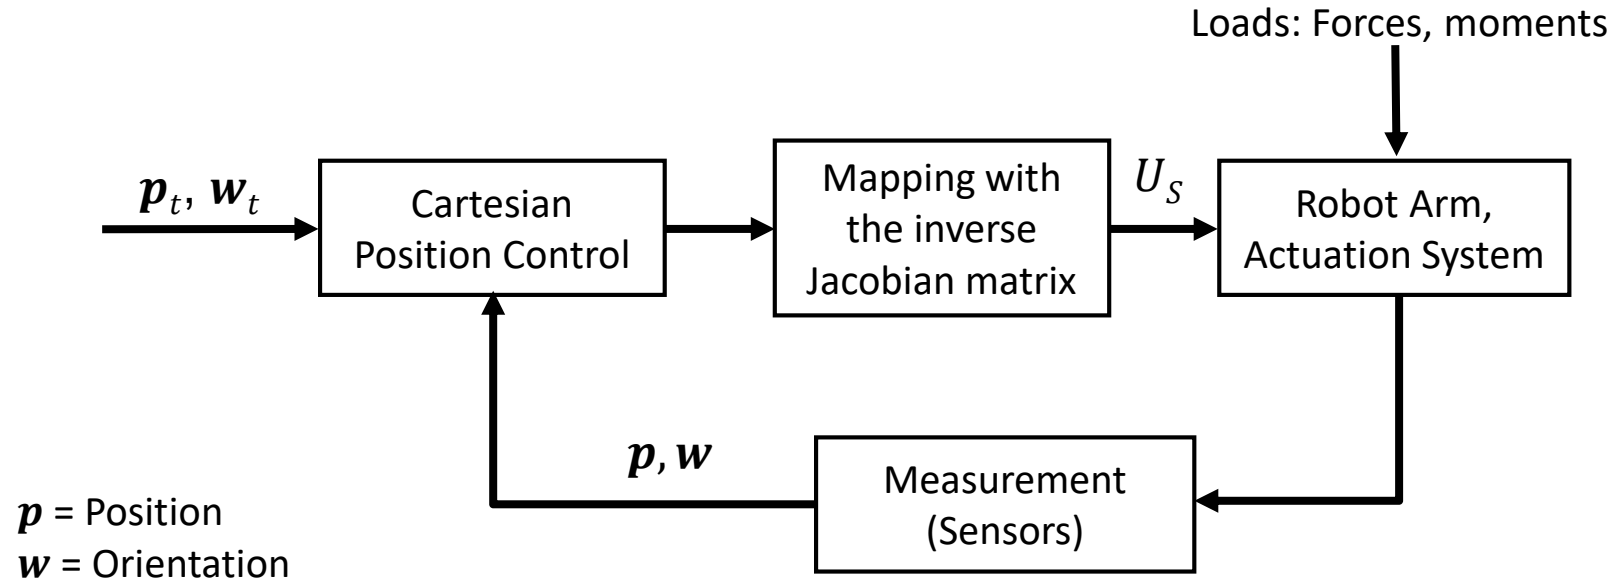 Loads: Forces, moments
p_t, w_t
Cartesian
Position Control
Mapping with
the inverse
Jacobian matrix
U_S
Robot Arm,
Actuation System
p, w
Measurement
(Sensors)
p = Position
w = Orientation